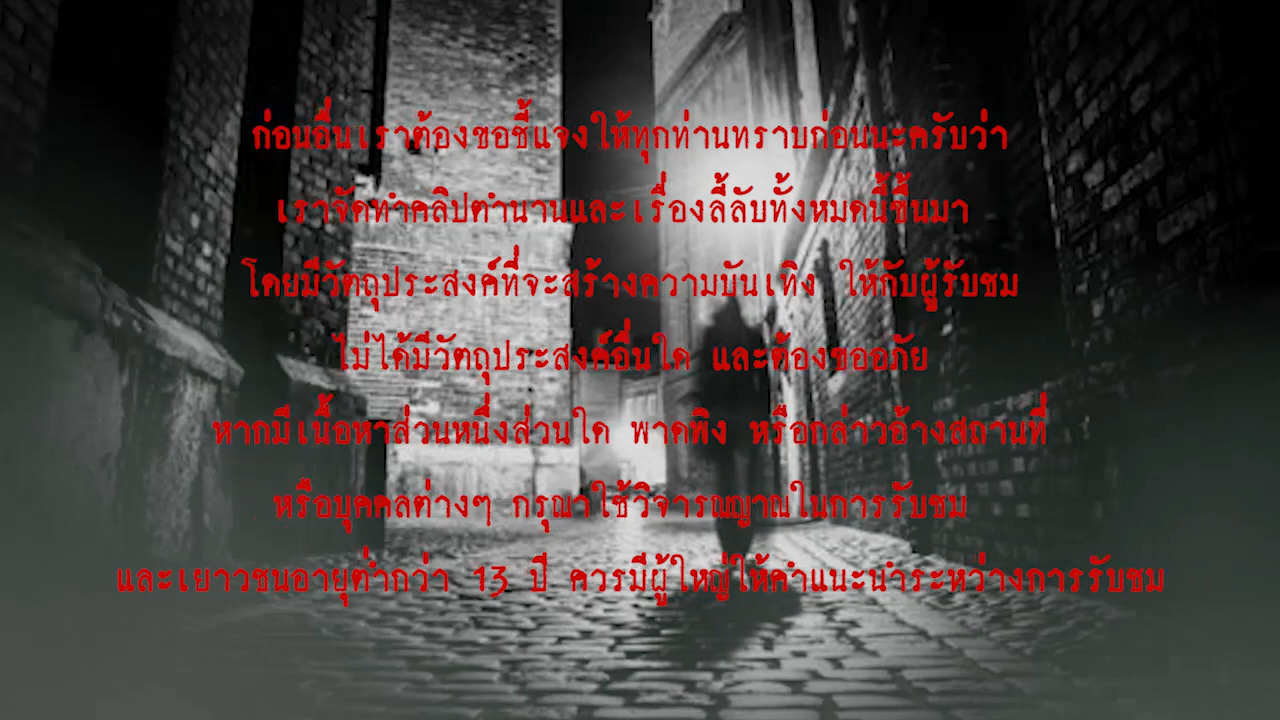 ก่อนอื่นเราต้องขอชี้แจงให้ทุกท่านทราบก่อนนะครับว่า
เราจัดทำคลิปตำนานและเรื่องลี้ลับทั้งหมดนี้ขึ้นมา
โดยมีวัตถุประสงค์ที่จะสร้างความบันเทิง ให้กับผู้รับชม
ไม่ได้มีวัตถุประสงค์อื่นใด และต้องขออภัย
หากมีเนื้อหาส่วนหนึ่งส่วนใด พาดพิง หรือกล่าวอ้างสถานที่
หรือบุคคลต่างๆ กรุณาใช้วิจารณญาณในการรับชม
และเยาวชนอายุต่ำกว่า 13 ปี ควรมีผู้ใหญ่ให้คำแนะนำระหว่างการรับชม